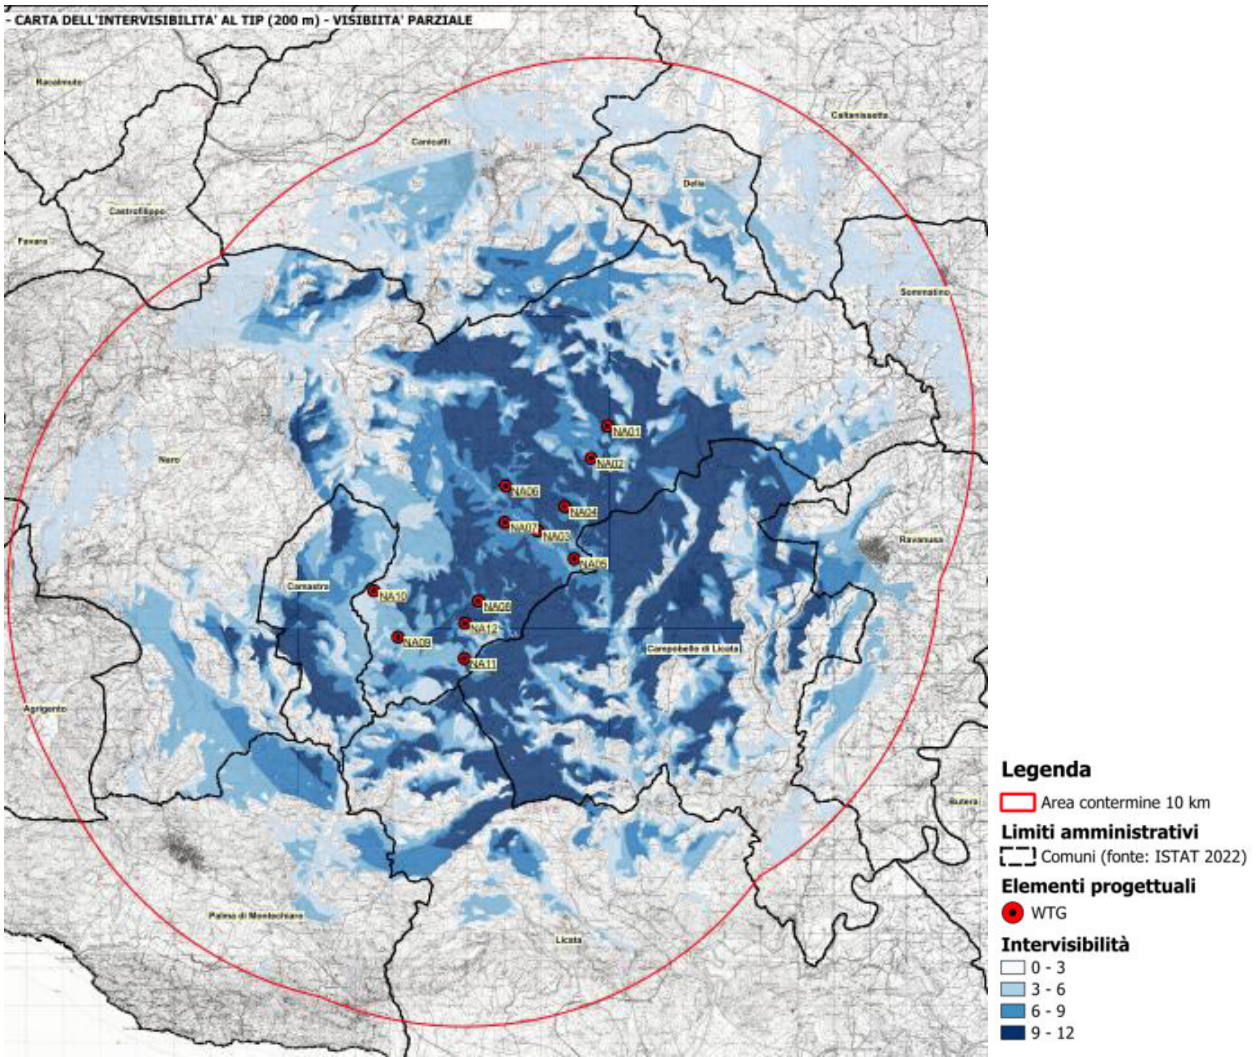 - CARTA DELL'INTERVISIBILITA' AL TIP (200 m) - VISIBIITA' PARZIALE
Racalmuto
Caltanissetta
Canicatti
Delia
Castrofilippo
Favara
Sommatino
NA01
Naro
NA02
NA06
NA04
NA07
NA03
Ravanusa
NA05
Camastra
NA10
NA08
NA12
NA09
Campobello di Licata
NA11
Agrigento
Butera
Palma di Montechiaro
Licata
Legenda
Area contermine 10 km
Limiti amministrativi
Comuni (fonte: ISTAT 2022)
Elementi progettuali
WTG
Intervisibilità
0 - 3
3 - 6
6 - 9
9 - 12